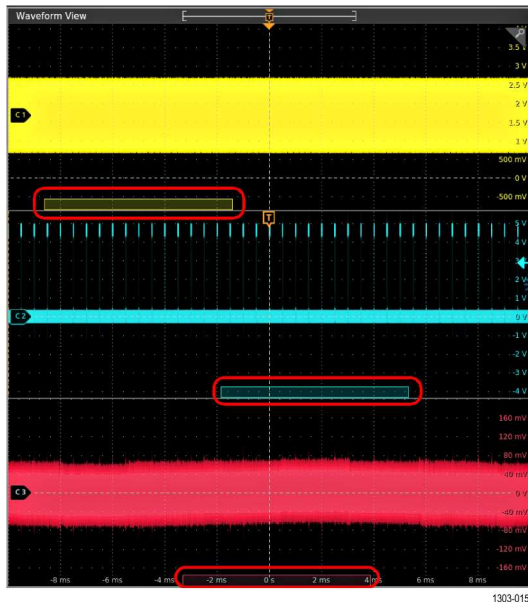 Waveform View
T
3.5 V
3 V
2.5 V
2 V
C 1
1.5 V
1 V
500 mV
0 V
-500 mV
T
5 V
4 V
2 V
1 V
C 2
0 V
-1 V
-2 V
-3 V
-4 V
160 mV
120 mV
80 mV
40 mV
C 3
0 V
-40 mV
-80 mV
-120 mV
-160 mV
-8 ms -6 ms -4 ms -2 ms 0 s 2 ms 4 ms 6 ms 8 ms
1303-015